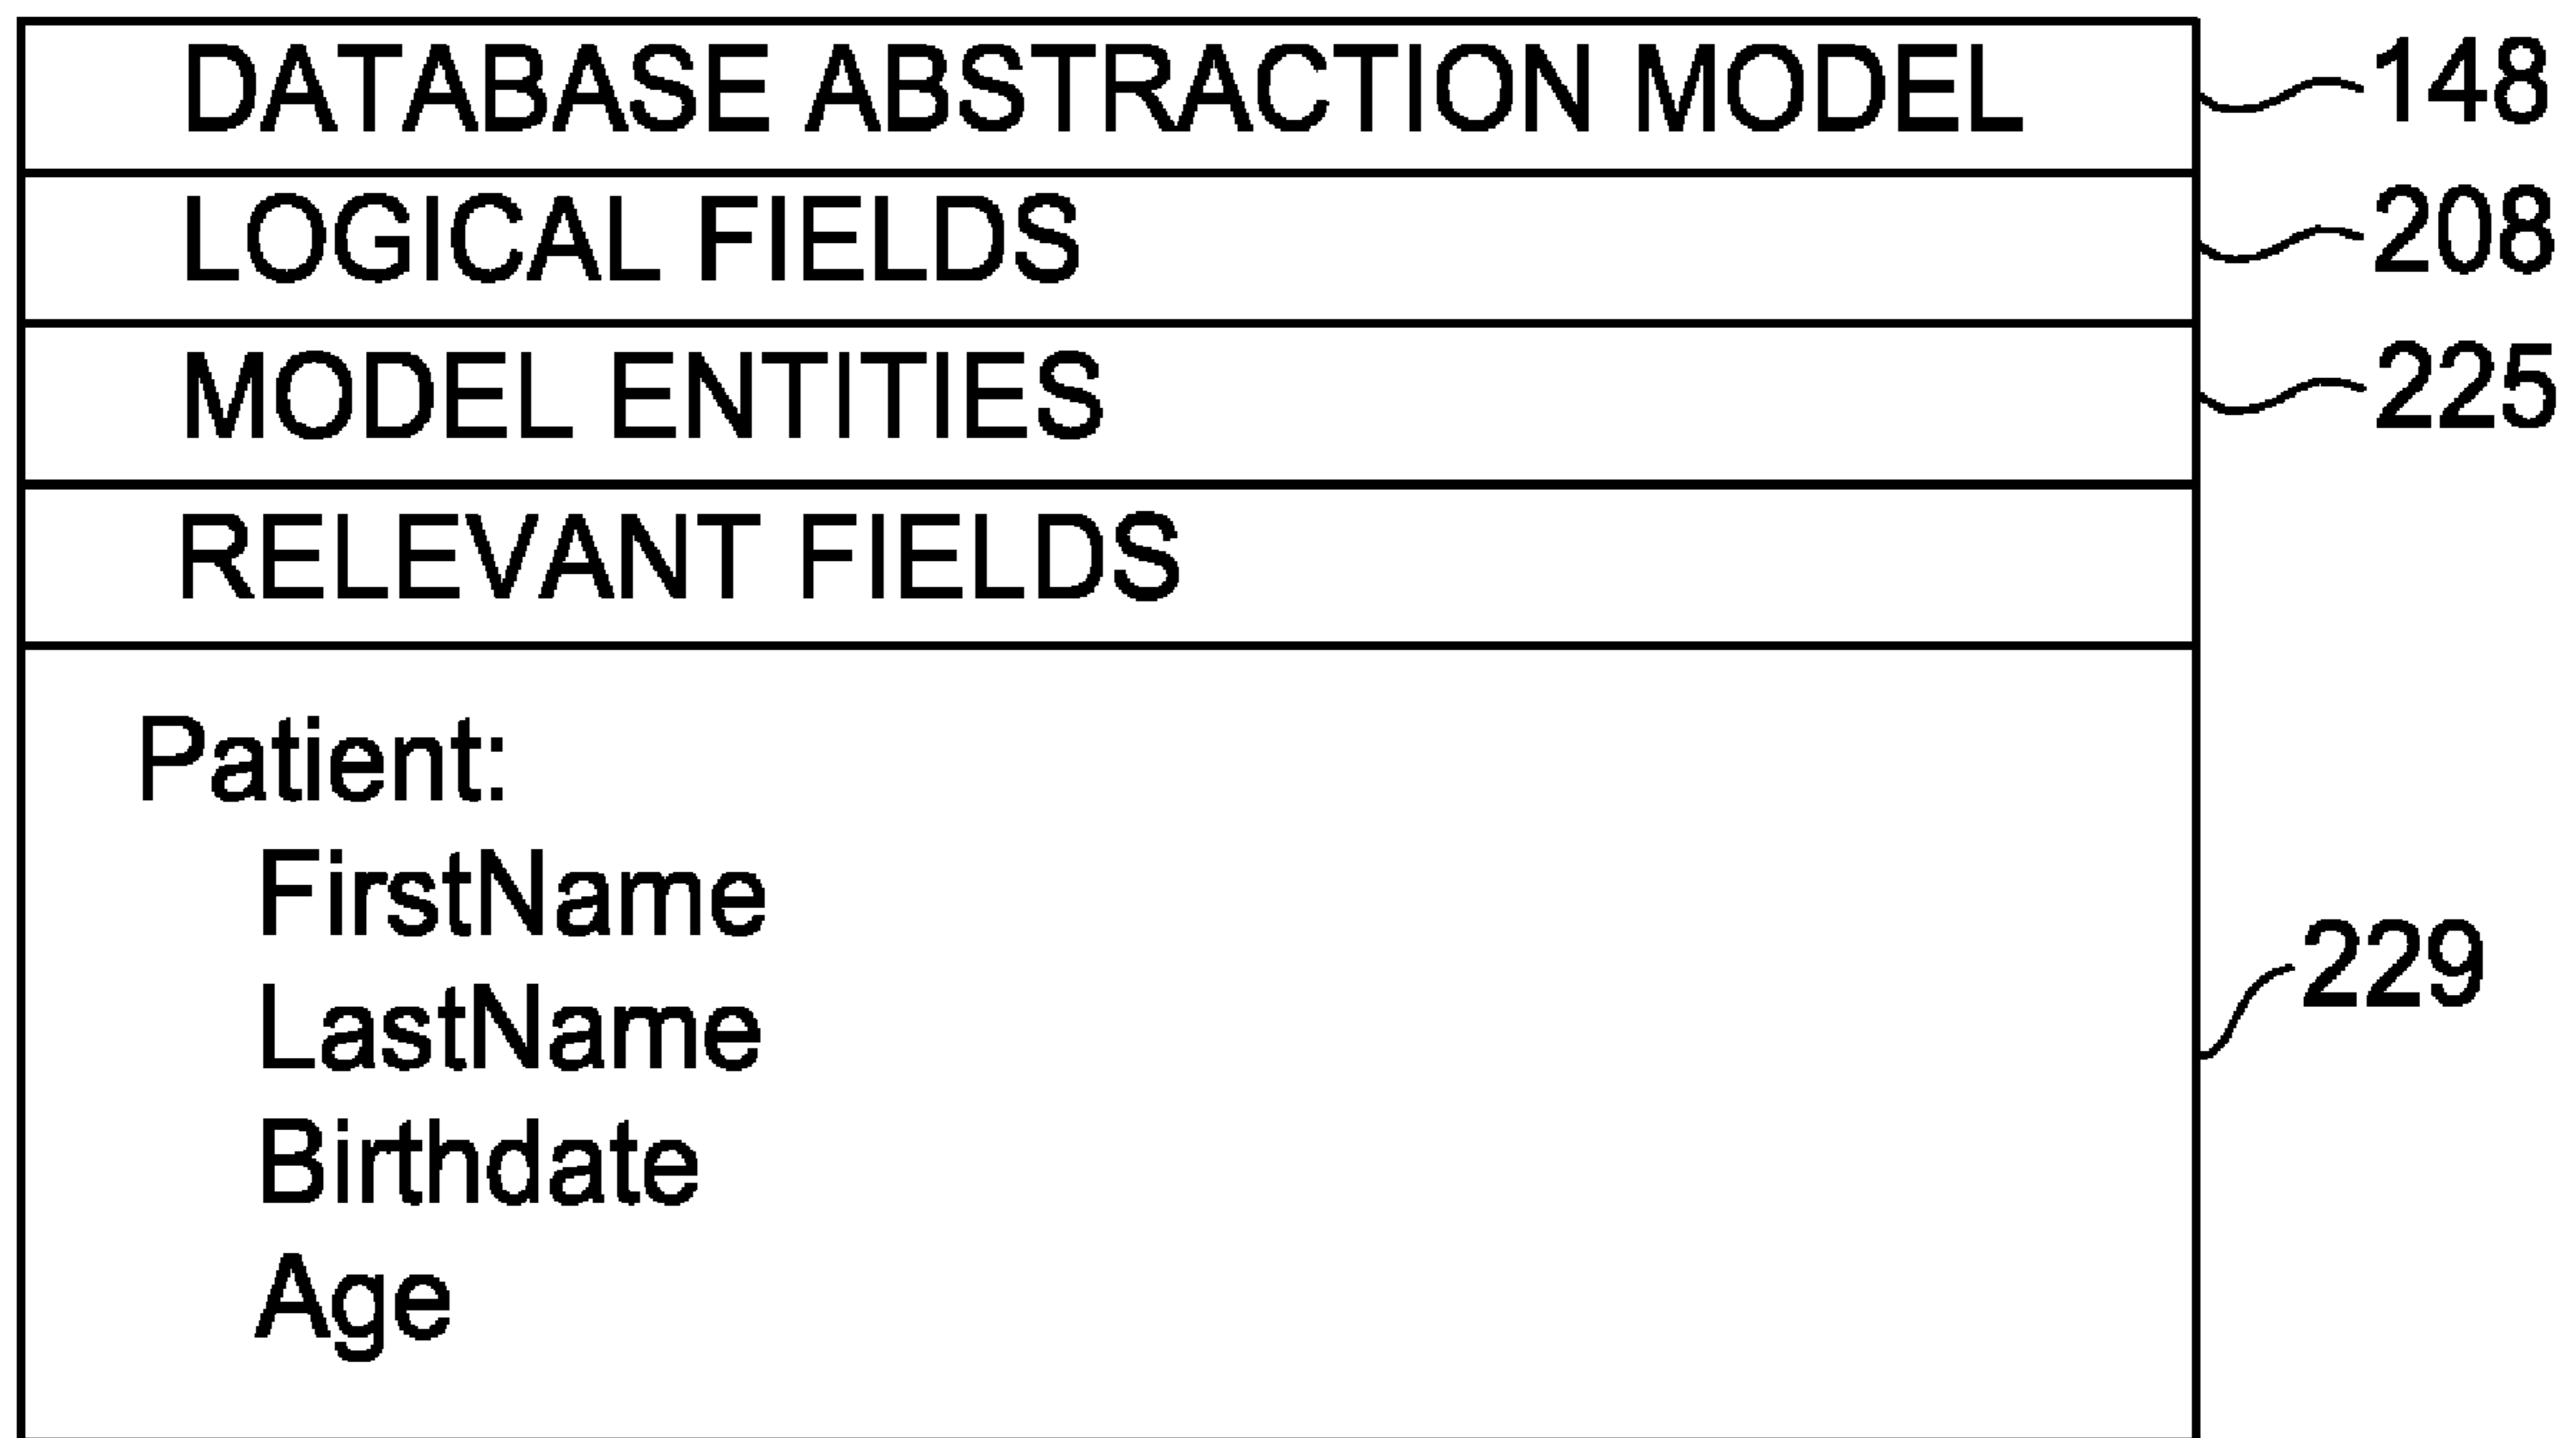 DATABASE ABSTRACTION MODEL 148
LOGICAL FIELDS 208
MODEL ENTITIES 225
RELEVANT FIELDS
Patient:
FirstName
229
LastName
Birthdate
Age